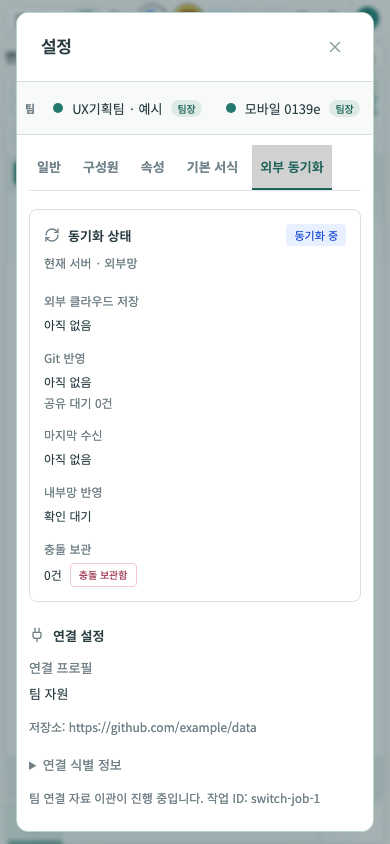 설정
팀 UX기획팀 · 예시 팀장 모바일 0139e 팀장
일반 구성원 속성 기본 서식 외부 동기화
동기화 상태 동기화 중
현재 서버 · 외부망
외부 클라우드 저장
아직 없음
Git 반영
아직 없음
공유 대기 0건
마지막 수신
아직 없음
내부망 반영
확인 대기
충돌 보관
0건 충돌 보관함
연결 설정
연결 프로필
팀 자원
저장소: https://github.com/example/data
▶ 연결 식별 정보
팀 연결 자료 이관이 진행 중입니다. 작업 ID: switch-job-1